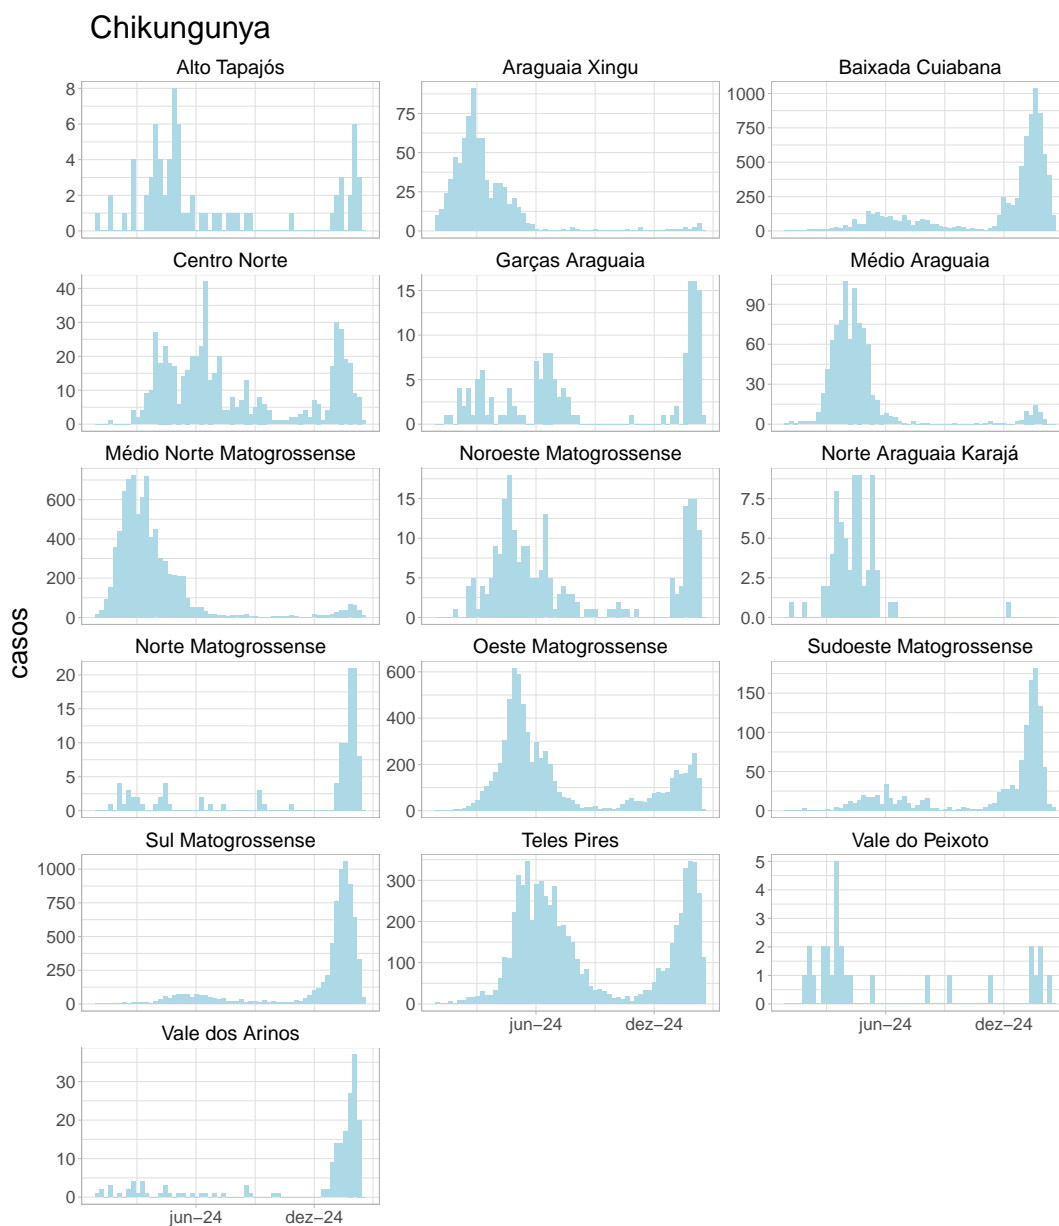 Chikungunya
Alto Tapajós
Araguaia Xingu
Baixada Cuiabana
8
6
4
2
0
75
50
25
0
1000
750
500
250
0
Centro Norte
Garças Araguaia
Médio Araguaia
40
30
20
10
0
15
10
5
0
90
60
30
0
Médio Norte Matogrossense
Noroeste Matogrossense
Norte Araguaia Karajá
600
400
200
0
15
10
5
0
7.5
5.0
2.5
0.0
casos
Norte Matogrossense
Oeste Matogrossense
Sudoeste Matogrossense
20
15
10
5
0
600
400
200
0
150
100
50
0
Sul Matogrossense
Teles Pires
Vale do Peixoto
1000
750
500
250
0
300
200
100
0
5
4
3
2
1
0
jun−24
dez−24
jun−24
dez−24
Vale dos Arinos
30
20
10
0
jun−24
dez−24